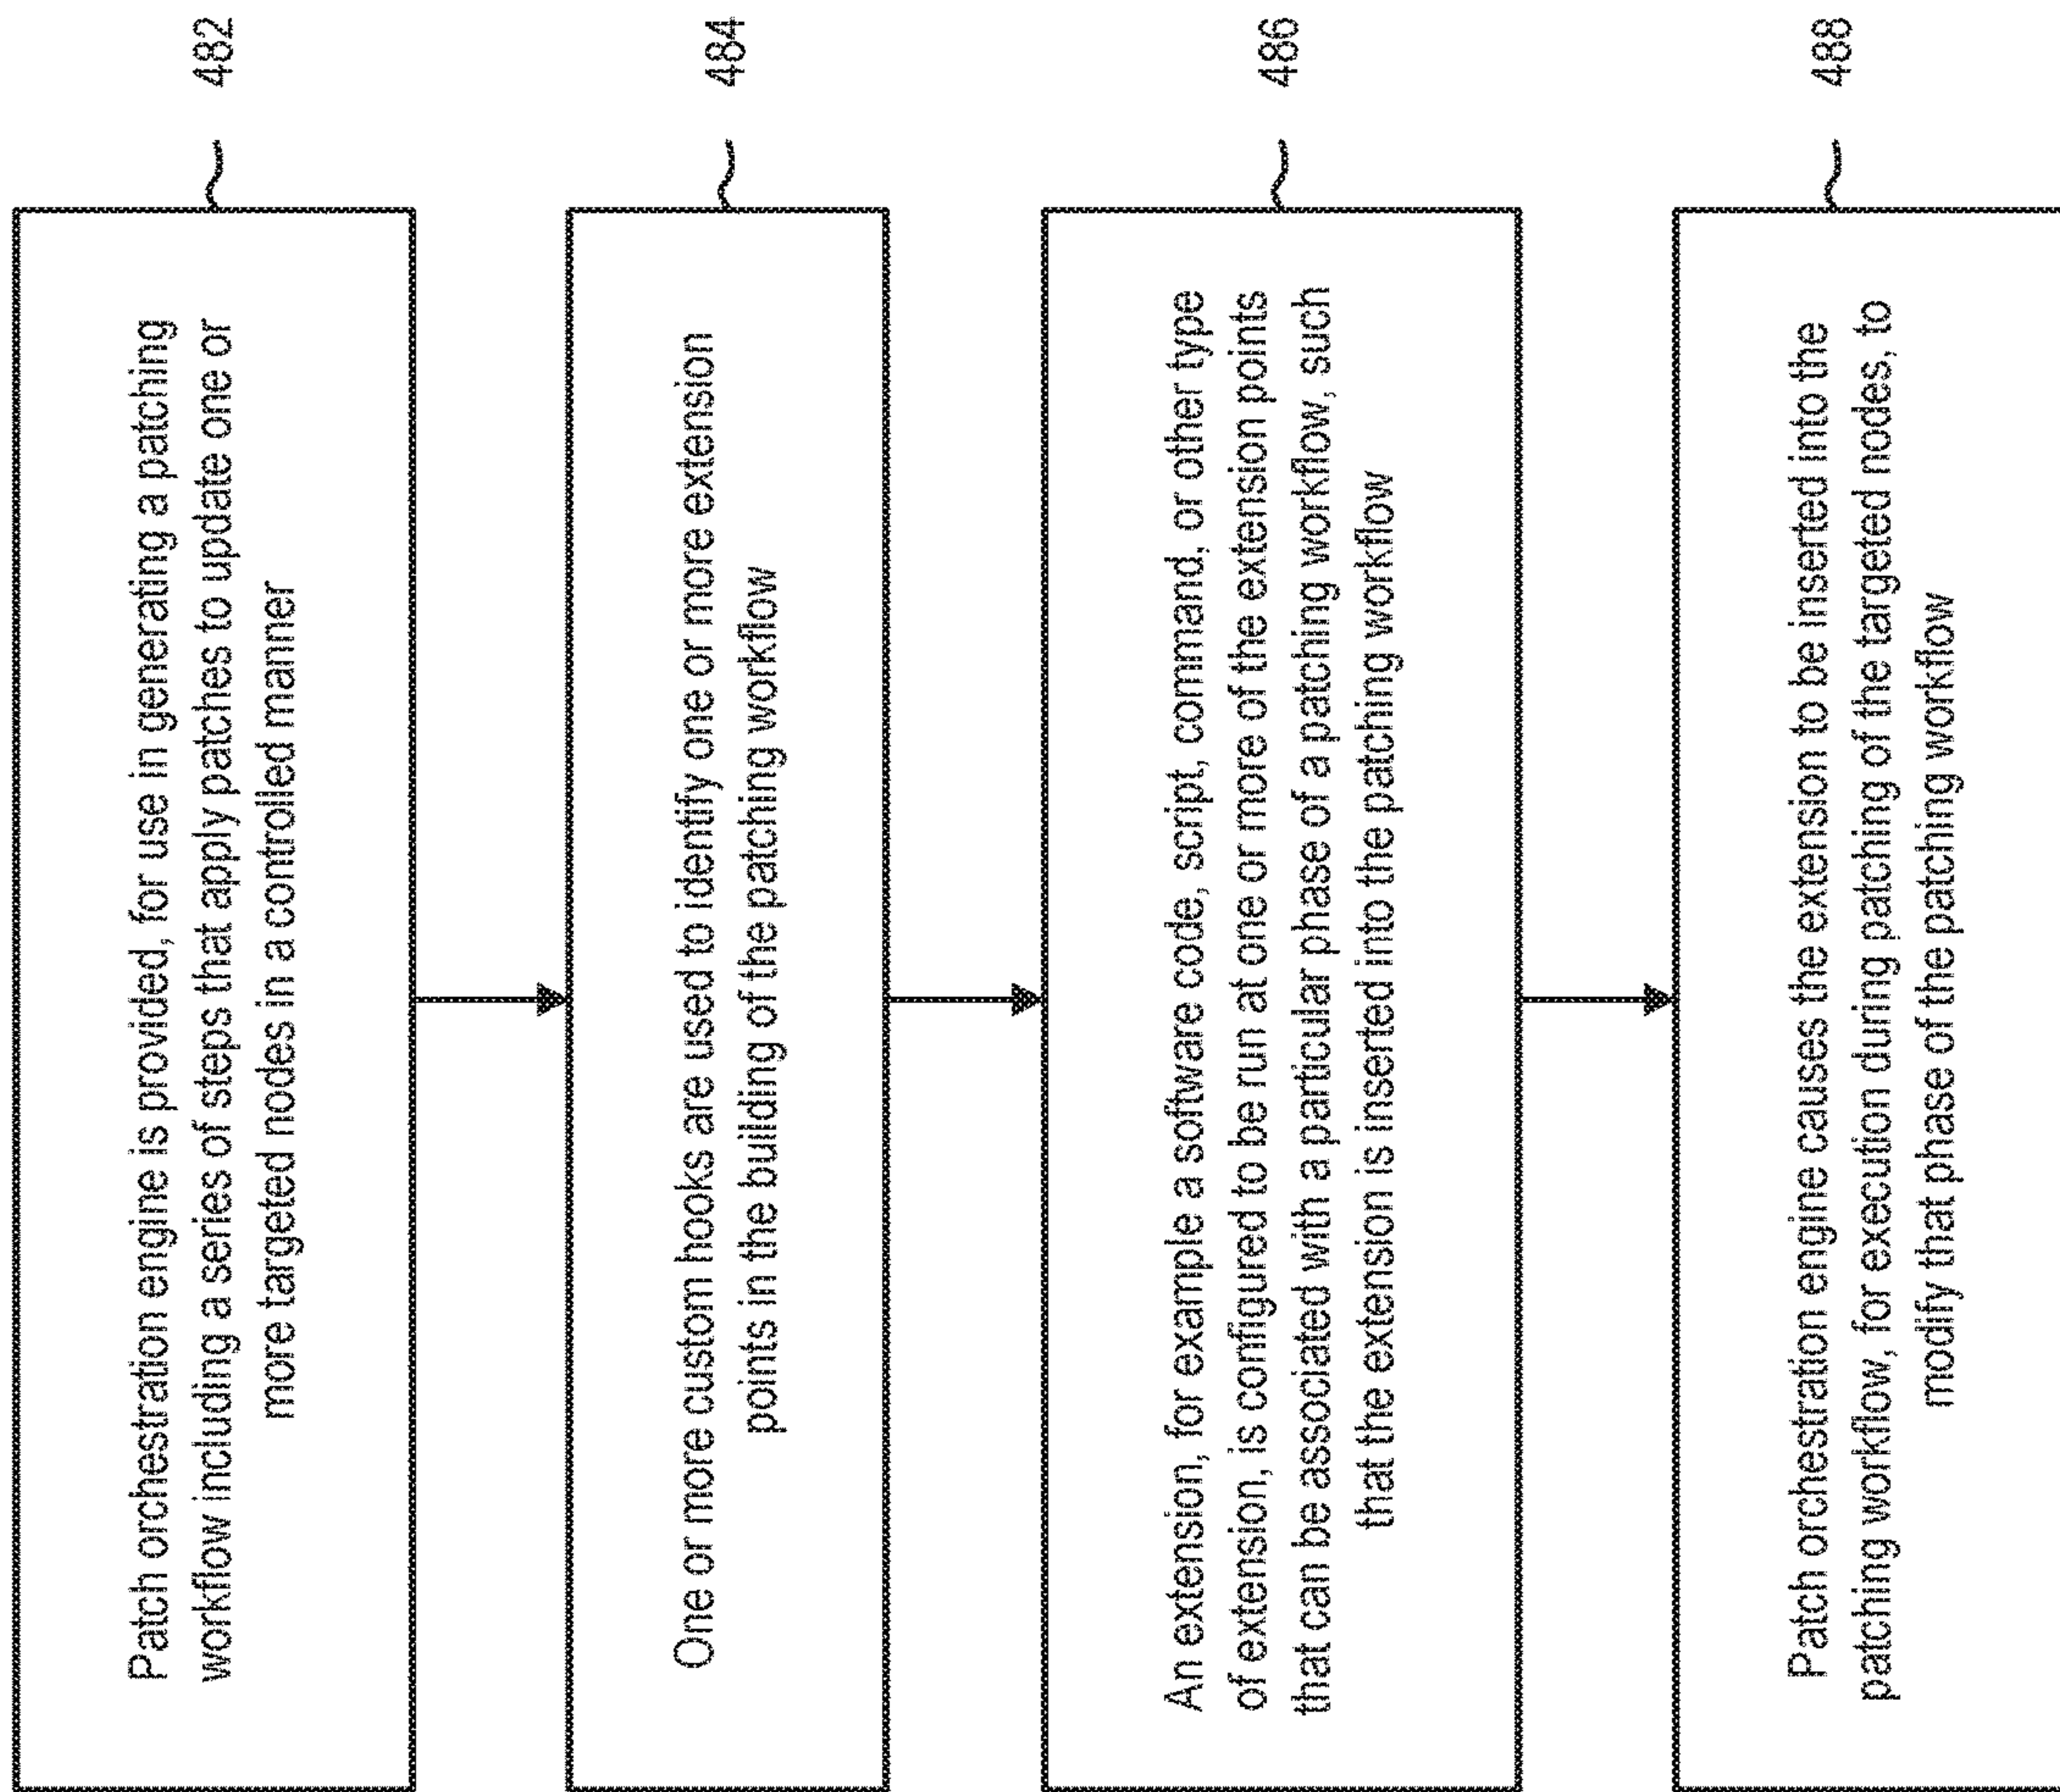 Patch orchestration engine is provided, for use in generating a patching
workflow including a series of steps that apply patches to update one or
more targeted nodes in a controlled manner
482
One or more custom hooks are used to identify one or more extension
points in the building of the patching workflow
484
An extension, for example a software code, script, command, or other type
of extension, is configured to be run at one or more of the extension points
that can be associated with a particular phase of a patching workflow, such
that the extension is inserted into the patching workflow
486
Patch orchestration engine causes the extension to be inserted into the
patching workflow, for execution during patching of the targeted nodes, to
modify that phase of the patching workflow
488